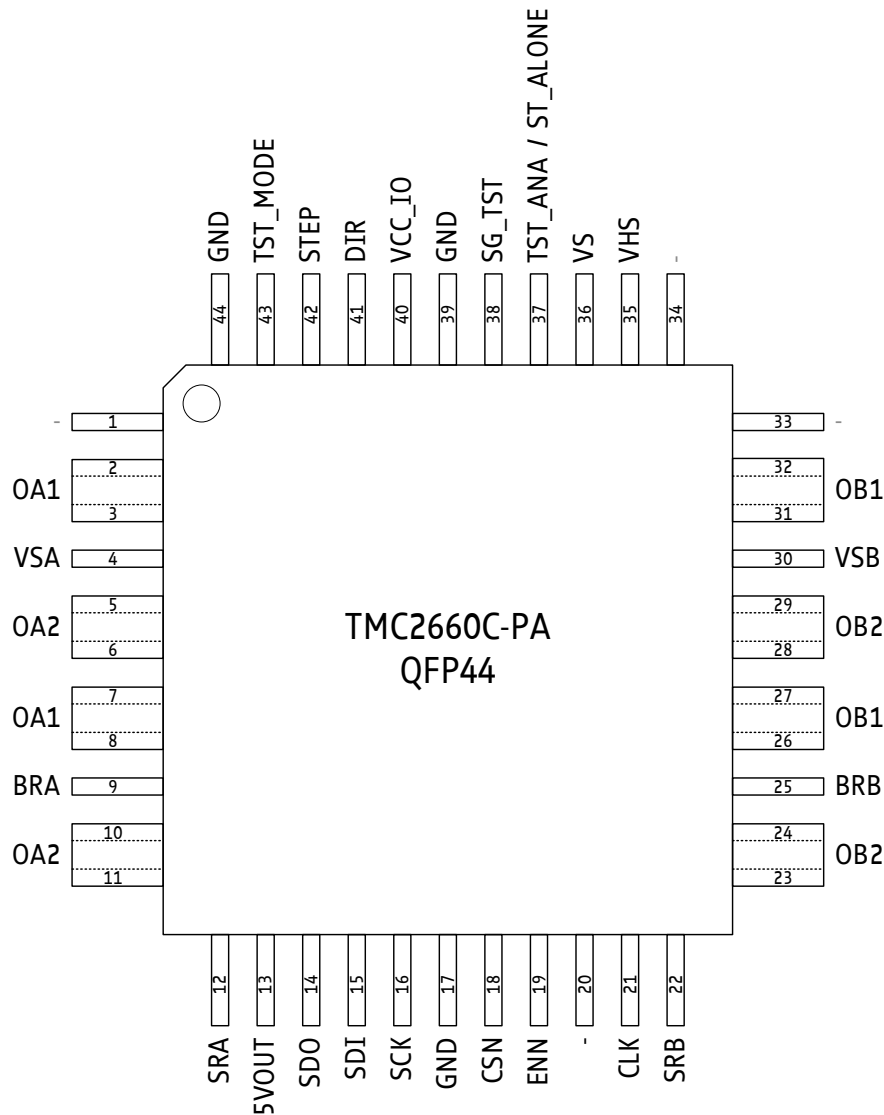 GND
TST_MODE
STEP
DIR
VCC_IO
GND
SG_TST
TST_ANA / ST_ALONE
VS
VHS
-
44
43
42
41
40
39
38
37
36
35
34
- 1
2
OA1
3
VSA 4
5
OA2
6
7
OA1
8
BRA 9
10
OA2
11
TMC2660C-PA
QFP44
33 -
32
OB1
31
30 VSB
29
OB2
28
27
OB1
26
25 BRB
24
OB2
23
12
13
14
15
16
17
18
19
20
21
22
SRA
5VOUT
SDO
SDI
SCK
GND
CSN
ENN
-
CLK
SRB